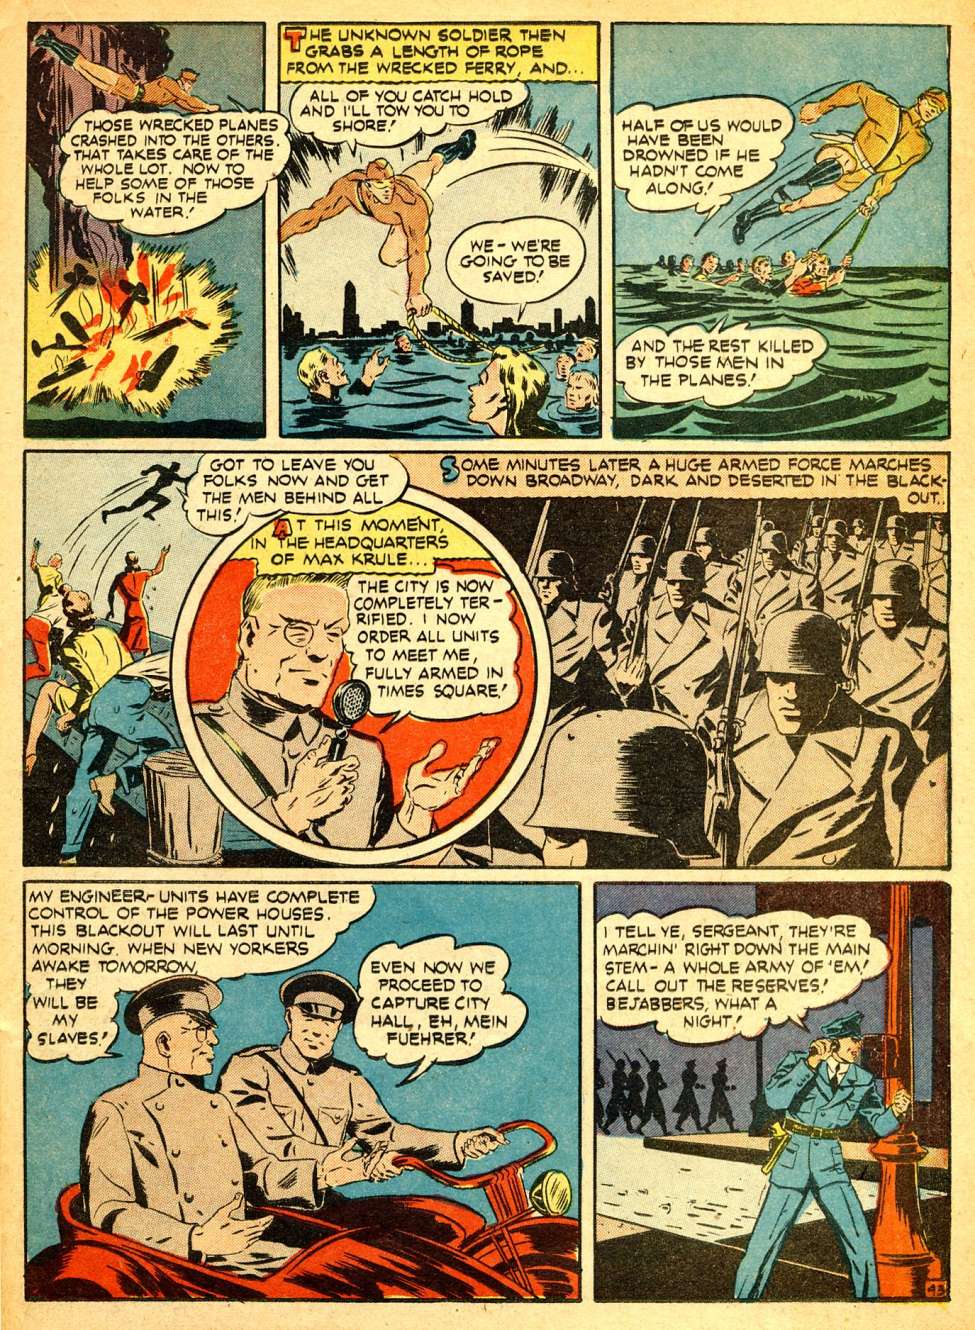 THOSE WRECKED PLANES
CRASHED INTO THE OTHERS.
THAT TAKES CARE OF THE
WHOLE LOT. NOW TO
HELP SOME OF THOSE
FOLKS IN THE
WATER!
THE UNKNOWN SOLDIER THEN
GRABS A LENGTH OF ROPE
FROM THE WRECKED FERRY, AND...
ALL OF YOU CATCH HOLD
AND I'LL TOW YOU TO
SHORE!
WE - WE'RE
GOING TO BE
SAVED!
HALF OF US WOULD
HAVE BEEN
DROWNED IF HE
HADN'T COME
ALONG!
AND THE REST KILLED
BY THOSE MEN IN
THE PLANES!
GOT TO LEAVE YOU
FOLKS NOW AND GET
THE MEN BEHIND ALL
THIS!
AT THIS MOMENT,
IN THE HEADQUARTERS
OF MAX KRULE...
THE CITY IS NOW
COMPLETELY TER-
RIFIED. I NOW
ORDER ALL UNITS
TO MEET ME,
FULLY ARMED IN
TIMES SQUARE!
SOME MINUTES LATER A HUGE ARMED FORCE MARCHES
DOWN BROADWAY, DARK AND DESERTED IN THE BLACK-
OUT..
MY ENGINEER-UNITS HAVE COMPLETE
CONTROL OF THE POWER HOUSES.
THIS BLACKOUT WILL LAST UNTIL
MORNING. WHEN NEW YORKERS
AWAKE TOMORROW,
THEY
WILL BE
MY
SLAVES!
EVEN NOW WE
PROCEED TO
CAPTURE CITY
HALL, EH, MEIN
FUEHRER!
I TELL YE, SERGEANT, THEY'RE
MARCHIN' RIGHT DOWN THE MAIN
STEM - A WHOLE ARMY OF 'EM!
CALL OUT THE RESERVES!
BEJABBERS, WHAT A
NIGHT!
43